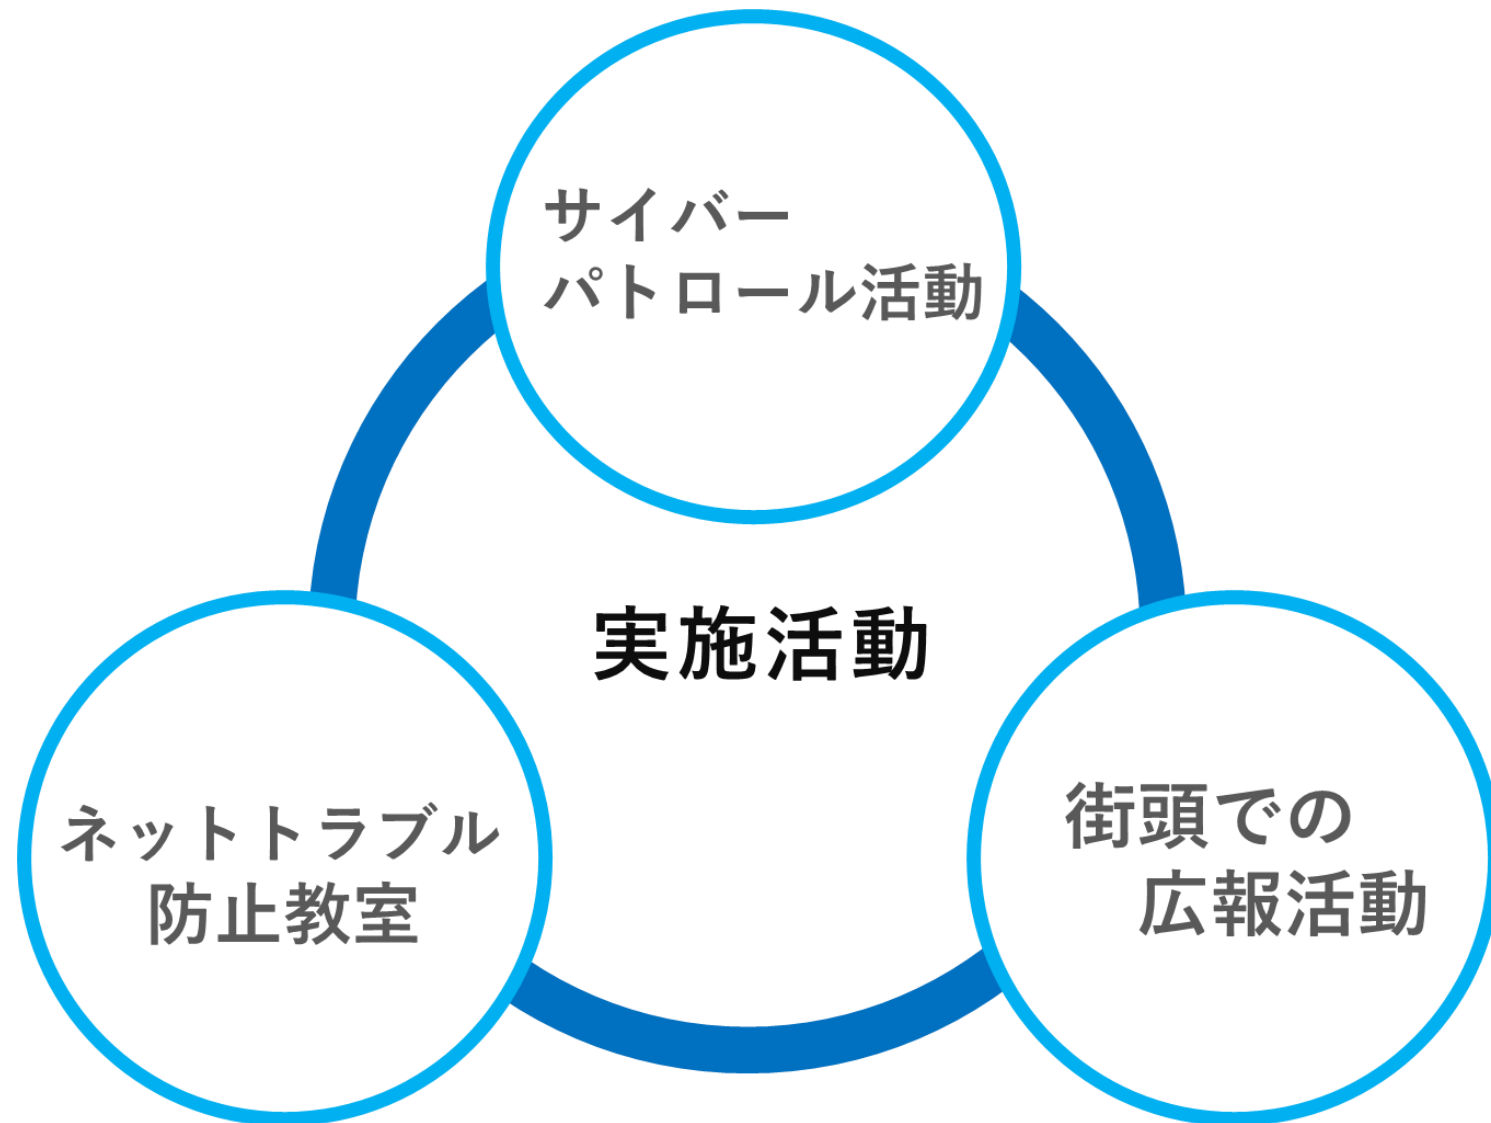 サイバー
パトロール活動
実施活動
ネットトラブル
防止教室
街頭での
広報活動